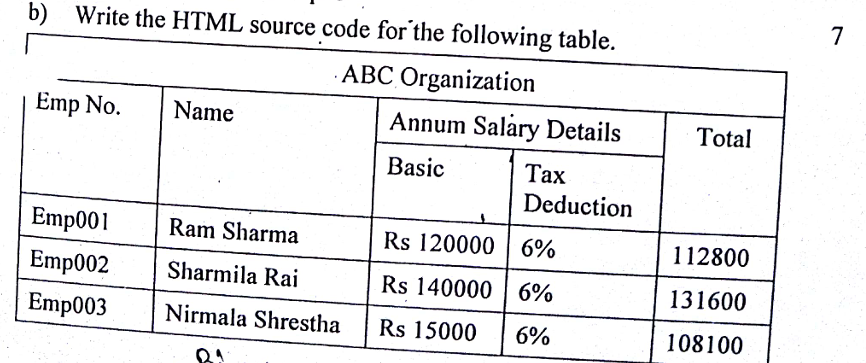 b) Write the HTML source code for the following table. 7
ABC Organization
Emp No. Name Annum Salary Details Total
Basic Tax
Deduction
Emp001 Ram Sharma Rs 120000 6% 112800
Emp002 Sharmila Rai Rs 140000 6% 131600
Emp003 Nirmala Shrestha Rs 15000 6% 108100